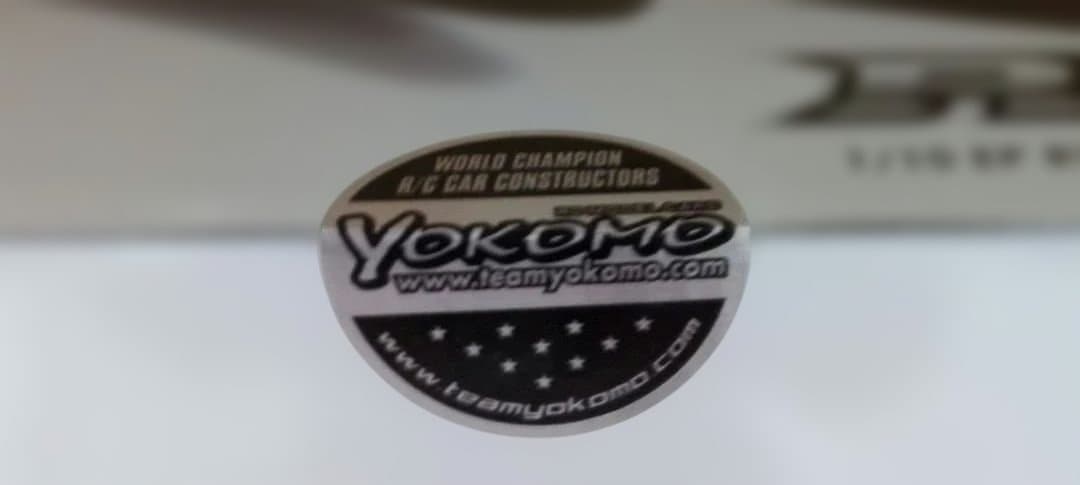 WORLD CHAMPION
R/C CAR CONSTRUCTORS
YOKOMO
www.teamyokomo.com
www.teamyokomo.com